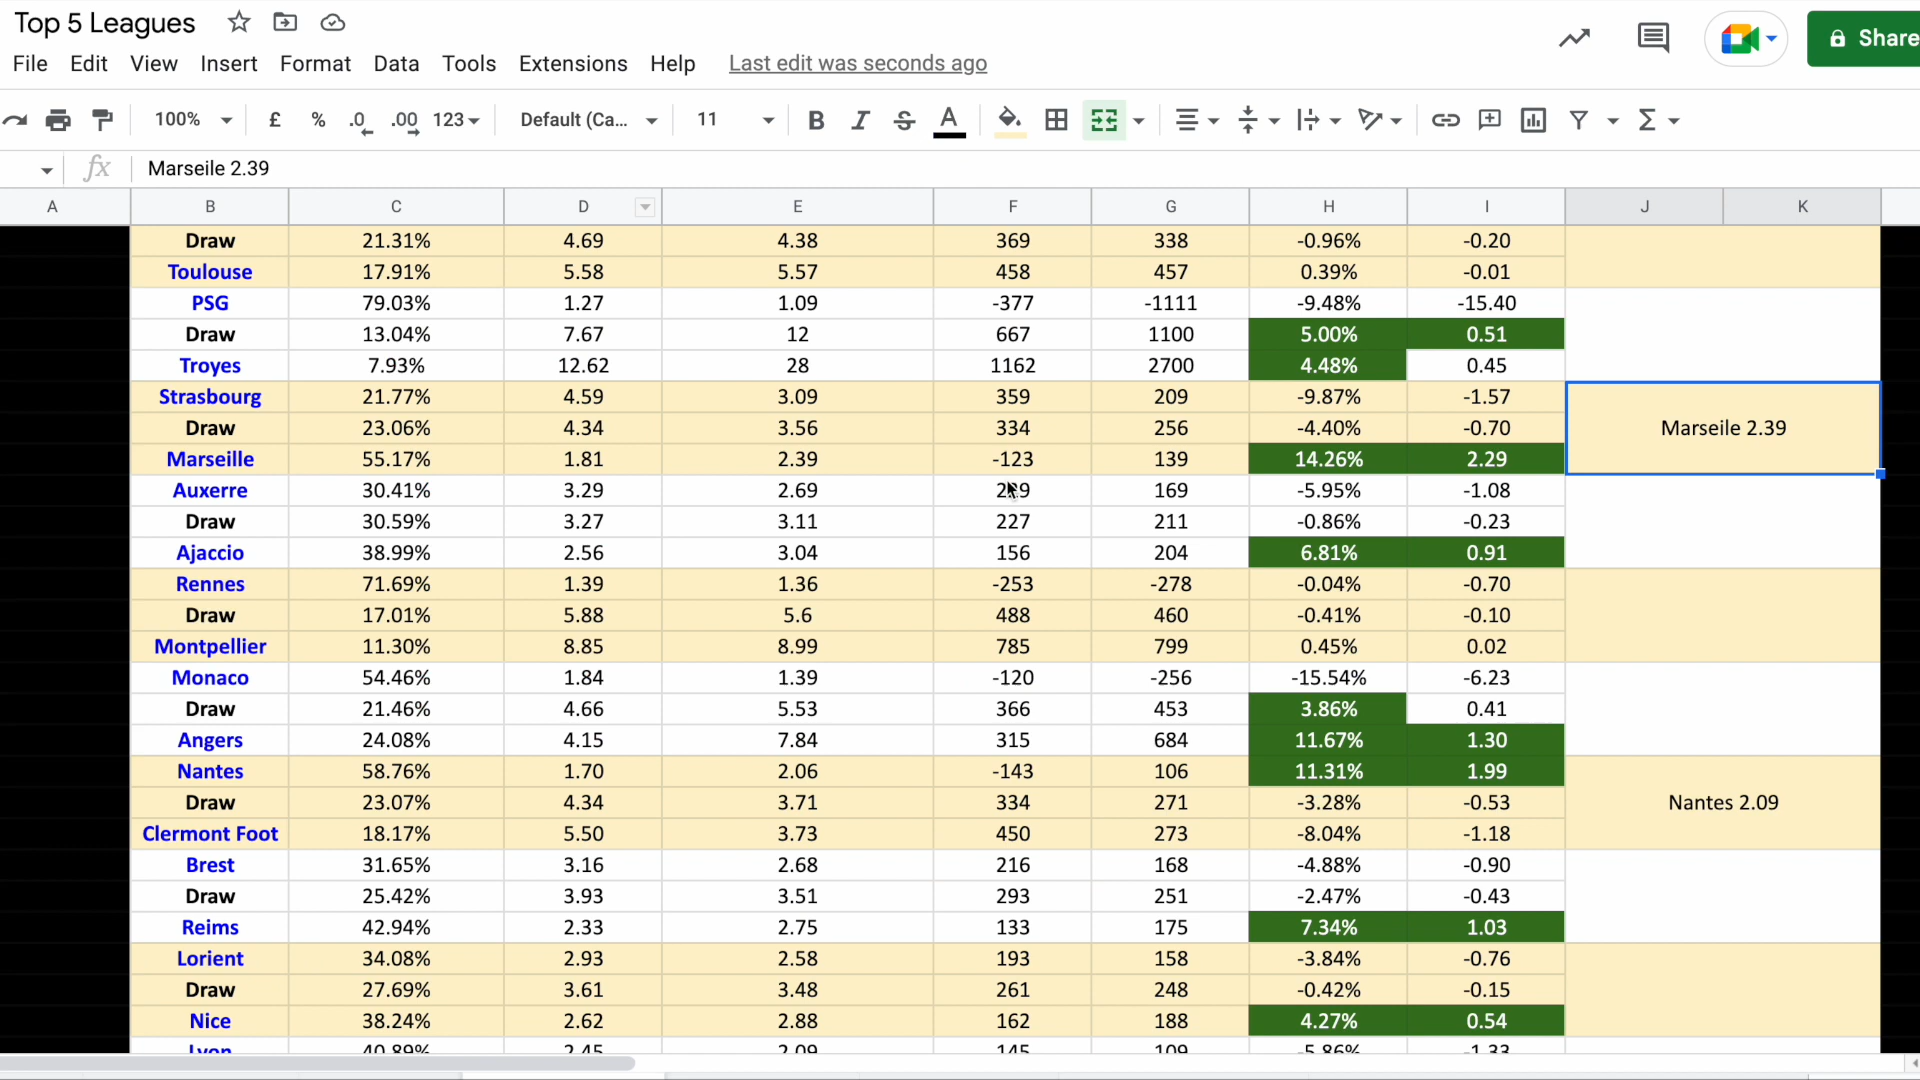 Top 5 Leagues
File Edit View Insert Format Data Tools Extensions Help Last edit was seconds ago
Share
100% £ % .0 .00 123 Default (Ca... 11 B I S A
fx Marseile 2.39
A B C D E F G H I J K
Draw 21.31% 4.69 4.38 369 338 -0.96% -0.20
Toulouse 17.91% 5.58 5.57 458 457 0.39% -0.01
PSG 79.03% 1.27 1.09 -377 -1111 -9.48% -15.40
Draw 13.04% 7.67 12 667 1100 5.00% 0.51
Troyes 7.93% 12.62 28 1162 2700 4.48% 0.45
Strasbourg 21.77% 4.59 3.09 359 209 -9.87% -1.57
Draw 23.06% 4.34 3.56 334 256 -4.40% -0.70 Marseile 2.39
Marseille 55.17% 1.81 2.39 -123 139 14.26% 2.29
Auxerre 30.41% 3.29 2.69 169 -5.95% -1.08
Draw 30.59% 3.27 3.11 227 211 -0.86% -0.23
Ajaccio 38.99% 2.56 3.04 156 204 6.81% 0.91
Rennes 71.69% 1.39 1.36 -253 -278 -0.04% -0.70
Draw 17.01% 5.88 5.6 488 460 -0.41% -0.10
Montpellier 11.30% 8.85 8.99 785 799 0.45% 0.02
Monaco 54.46% 1.84 1.39 -120 -256 -15.54% -6.23
Draw 21.46% 4.66 5.53 366 453 3.86% 0.41
Angers 24.08% 4.15 7.84 315 684 11.67% 1.30
Nantes 58.76% 1.70 2.06 -143 106 11.31% 1.99
Draw 23.07% 4.34 3.71 334 271 -3.28% -0.53 Nantes 2.09
Clermont Foot 18.17% 5.50 3.73 450 273 -8.04% -1.18
Brest 31.65% 3.16 2.68 216 168 -4.88% -0.90
Draw 25.42% 3.93 3.51 293 251 -2.47% -0.43
Reims 42.94% 2.33 2.75 133 175 7.34% 1.03
Lorient 34.08% 2.93 2.58 193 158 -3.84% -0.76
Draw 27.69% 3.61 3.48 261 248 -0.42% -0.15
Nice 38.24% 2.62 2.88 162 188 4.27% 0.54
Lyon 40.89% 2.45 2.09 145 109 -5.86% -1.33